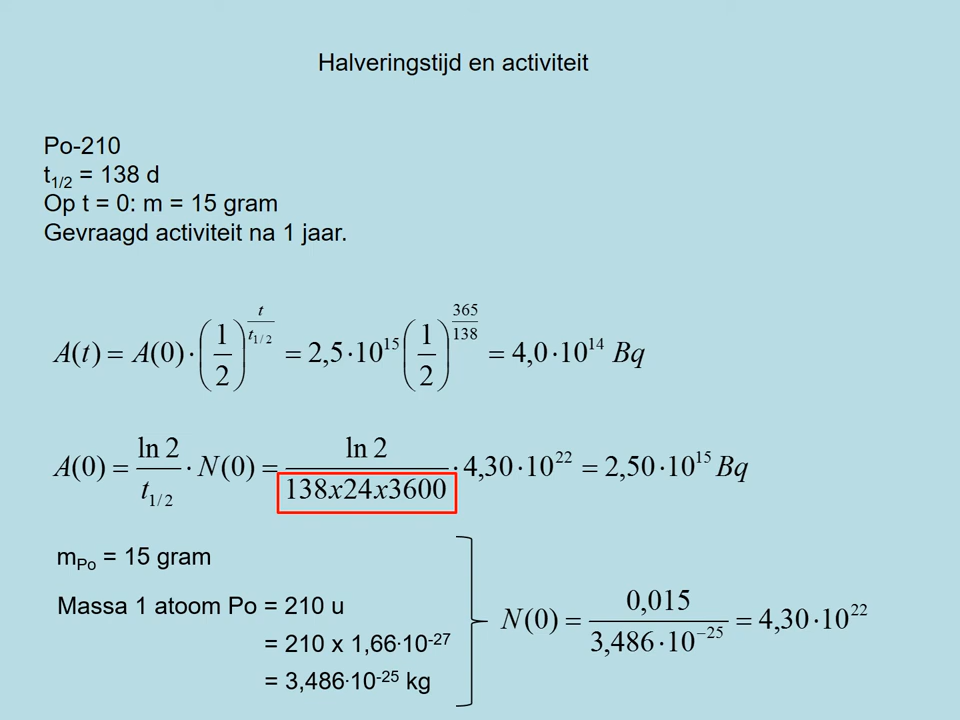 Halveringstijd en activiteit
Po-210
t1/2 = 138 d
Op t = 0: m = 15 gram
Gevraagd activiteit na 1 jaar.
A(t) = A(0) · (1/2)^(t/t1/2) = 2,5·10^15 (1/2)^(365/138) = 4,0·10^14 Bq
A(0) = ln 2/t1/2 · N(0) = ln 2/138x24x3600 · 4,30·10^22 = 2,50·10^15 Bq
mPo = 15 gram
Massa 1 atoom Po = 210 u
= 210 x 1,66·10^-27
= 3,486·10^-25 kg
N(0) = 0,015/3,486·10^−25 = 4,30·10^22